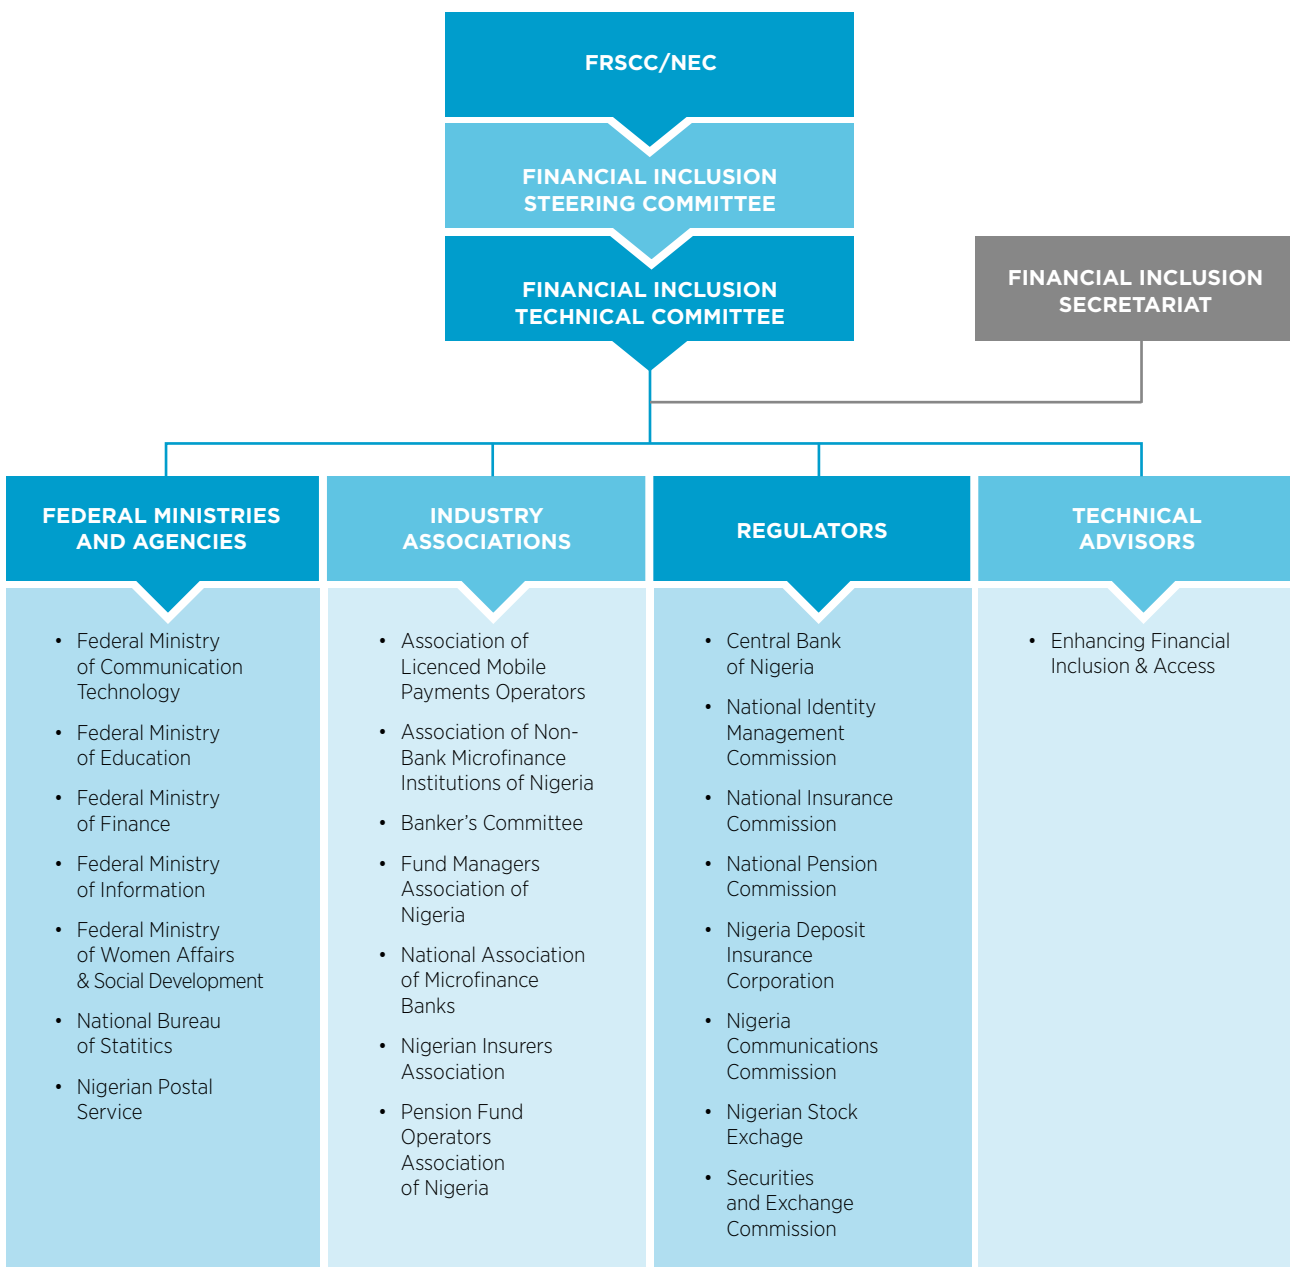 FRSCC/NEC
FINANCIAL INCLUSION
STEERING COMMITTEE
FINANCIAL INCLUSION
TECHNICAL COMMITTEE
FINANCIAL INCLUSION
SECRETARIAT
FEDERAL MINISTRIES
AND AGENCIES
• Federal Ministry
of Communication
Technology
• Federal Ministry
of Education
• Federal Ministry
of Finance
• Federal Ministry
of Information
• Federal Ministry
of Women Affairs
& Social Development
• National Bureau
of Statitics
• Nigerian Postal
Service
INDUSTRY
ASSOCIATIONS
• Association of
Licenced Mobile
Payments Operators
• Association of Non-
Bank Microfinance
Institutions of Nigeria
• Banker’s Committee
• Fund Managers
Association of
Nigeria
• National Association
of Microfinance
Banks
• Nigerian Insurers
Association
• Pension Fund
Operators
Association
of Nigeria
REGULATORS
• Central Bank
of Nigeria
• National Identity
Management
Commission
• National Insurance
Commission
• National Pension
Commission
• Nigeria Deposit
Insurance
Corporation
• Nigeria
Communications
Commission
• Nigerian Stock
Exchage
• Securities
and Exchange
Commission
TECHNICAL
ADVISORS
• Enhancing Financial
Inclusion & Access